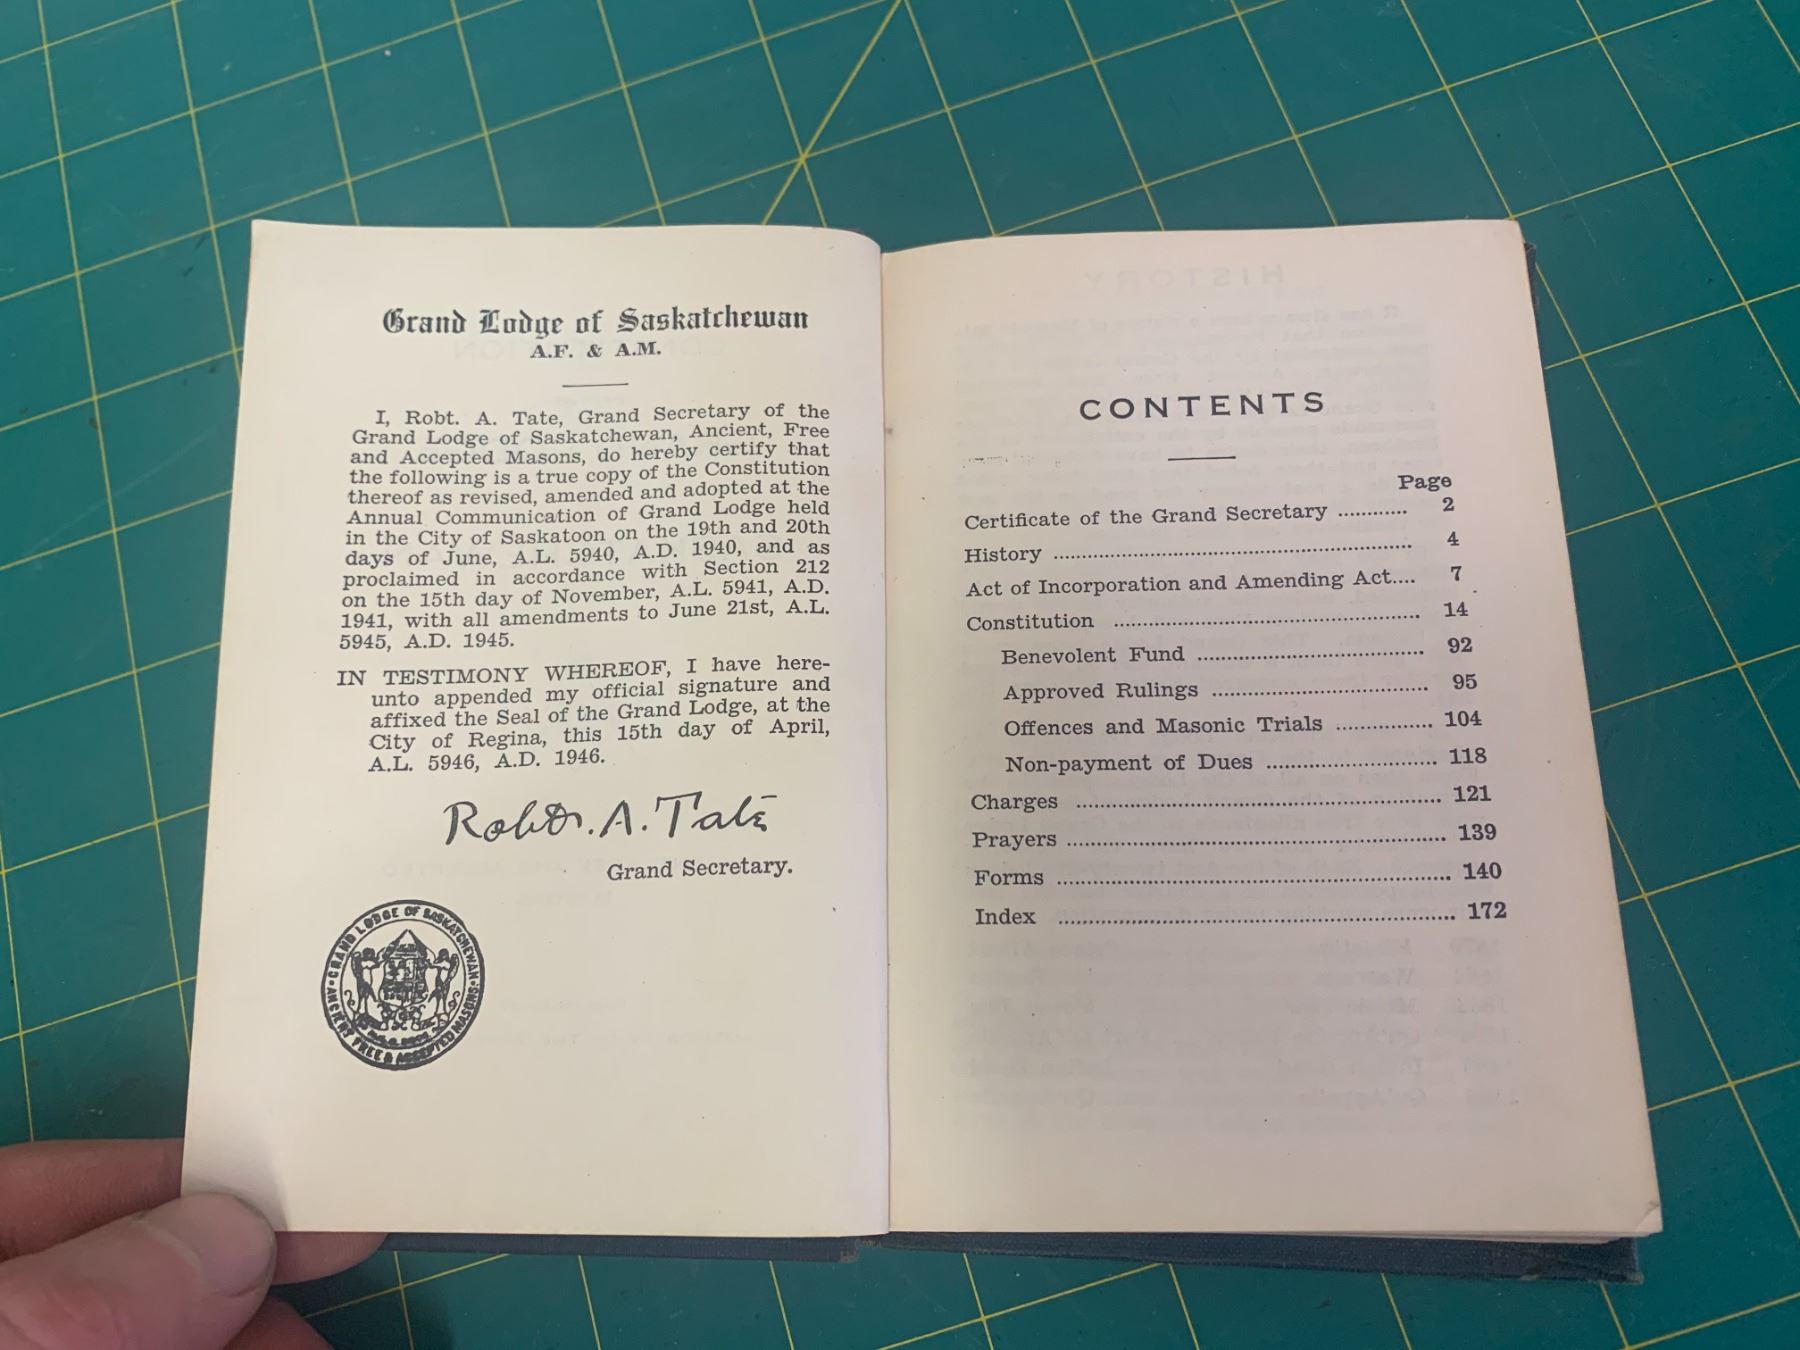 Grand Lodge of Saskatchewan
A.F. & A.M.
I, Robt. A. Tate, Grand Secretary of the
Grand Lodge of Saskatchewan, Ancient, Free
and Accepted Masons, do hereby certify that
the following is a true copy of the Constitution
thereof as revised, amended and adopted at the
Annual Communication of Grand Lodge held
in the City of Saskatoon on the 19th and 20th
days of June, A.L. 5940, A.D. 1940, and as
proclaimed in accordance with Section 212
on the 15th day of November, A.L. 5941, A.D.
1941, with all amendments to June 21st, A.L.
5945, A.D. 1945.
IN TESTIMONY WHEREOF, I have here-
unto appended my official signature and
affixed the Seal of the Grand Lodge, at the
City of Regina, this 15th day of April,
A.L. 5946, A.D. 1946.
Robt. A. Tate
Grand Secretary.
GRAND LODGE OF SASKATCHEWAN
ANCIENT FREE & ACCEPTED MASONS
CONTENTS
Page
Certificate of the Grand Secretary ............ 2
History ................................................ 4
Act of Incorporation and Amending Act.... 7
Constitution ........................................ 14
Benevolent Fund .............................. 92
Approved Rulings ............................ 95
Offences and Masonic Trials ............. 104
Non-payment of Dues ...................... 118
Charges ............................................ 121
Prayers ............................................. 139
Forms ............................................... 140
Index ............................................... 172